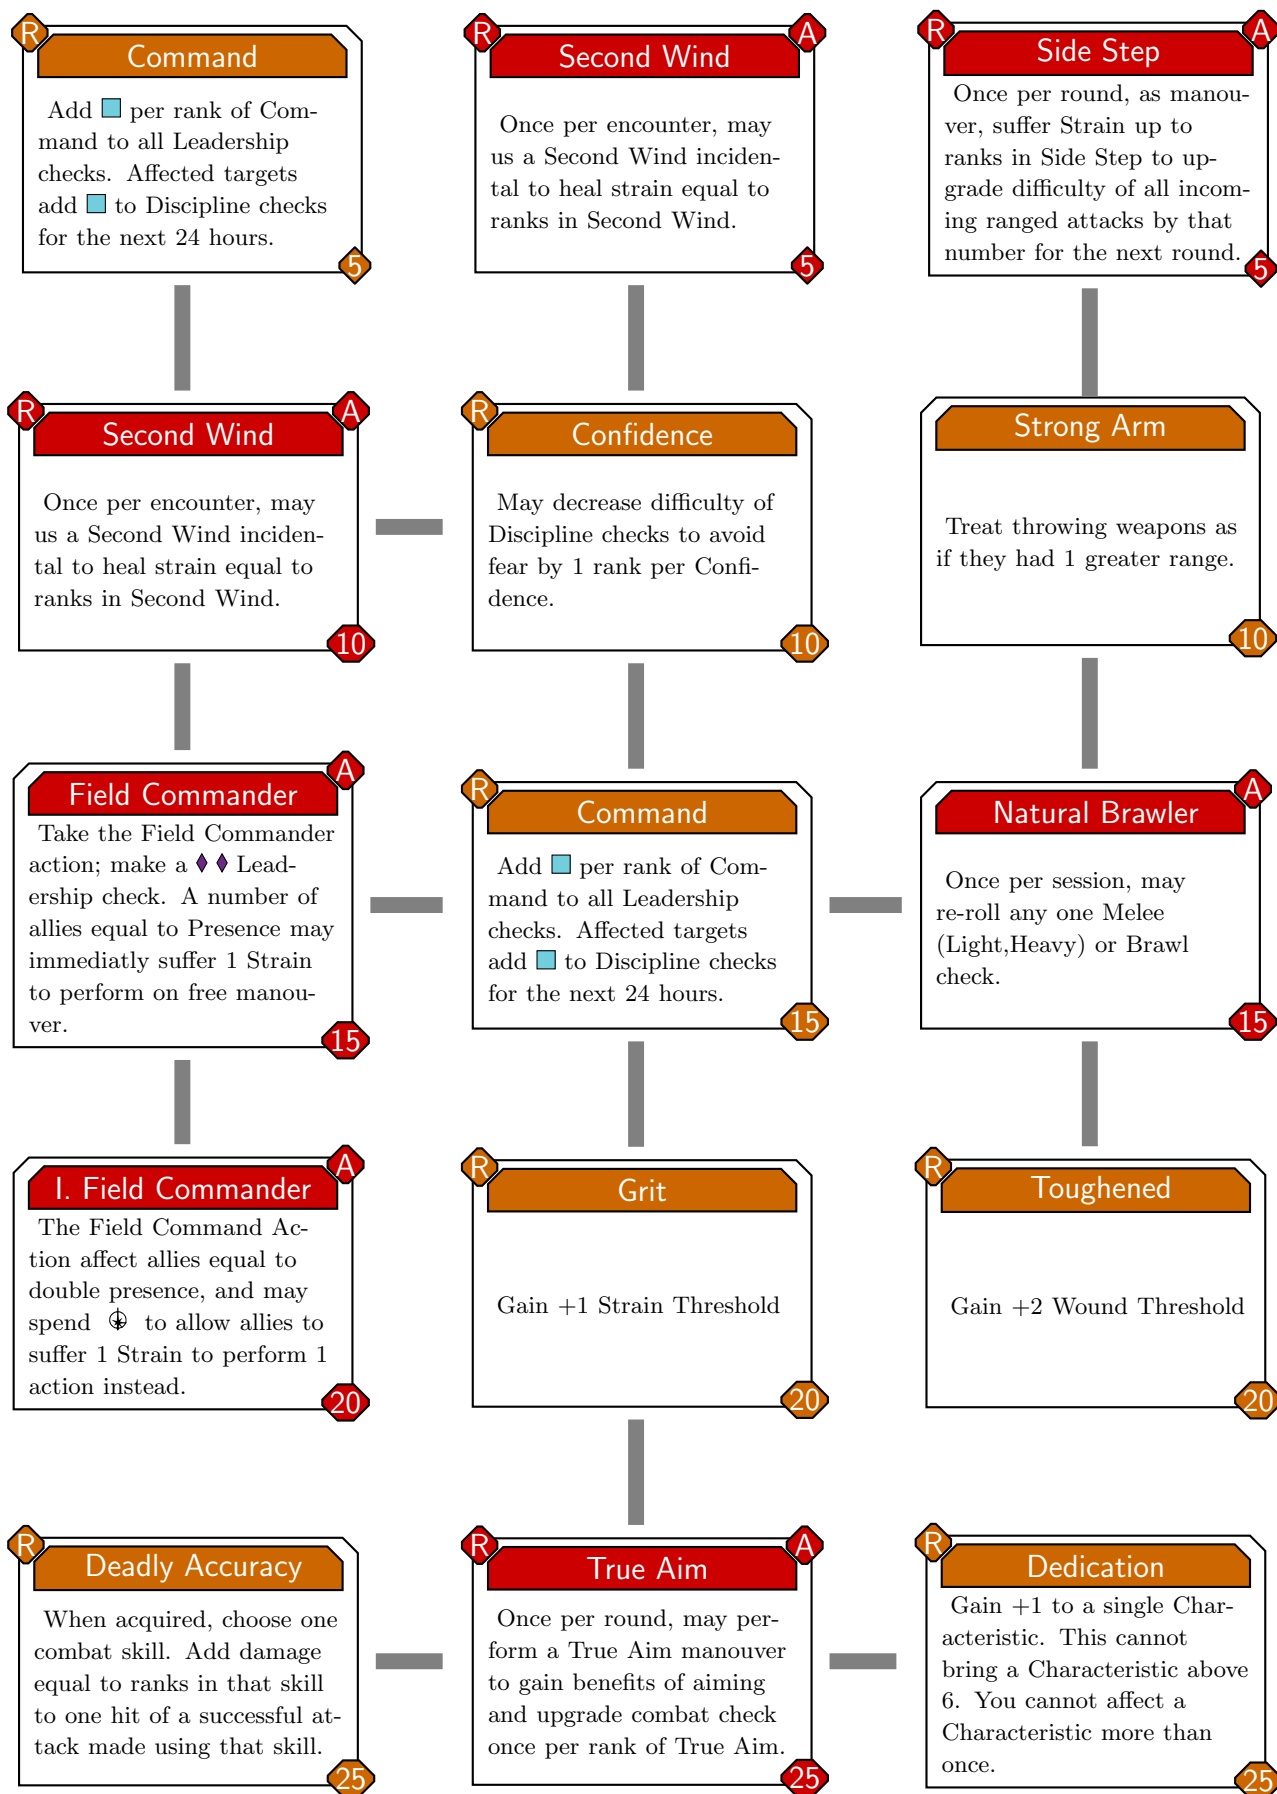 R
Command
Add per rank of Com-
mand to all Leadership
checks. Affected targets
add to Discipline checks
for the next 24 hours.
5
R
A
Second Wind
Once per encounter, may
us a Second Wind inciden-
tal to heal strain equal to
ranks in Second Wind.
5
R
A
Side Step
Once per round, as manou-
ver, suffer Strain up to
ranks in Side Step to up-
grade difficulty of all incom-
ing ranged attacks by that
number for the next round.
5
R
A
Second Wind
Once per encounter, may
us a Second Wind inciden-
tal to heal strain equal to
ranks in Second Wind.
10
R
Confidence
May decrease difficulty of
Discipline checks to avoid
fear by 1 rank per Confi-
dence.
10
Strong Arm
Treat throwing weapons as
if they had 1 greater range.
10
A
Field Commander
Take the Field Commander
action; make a Lead-
ership check. A number of
allies equal to Presence may
immediatly suffer 1 Strain
to perform on free manou-
ver.
15
R
Command
Add per rank of Com-
mand to all Leadership
checks. Affected targets
add to Discipline checks
for the next 24 hours.
15
A
Natural Brawler
Once per session, may
re-roll any one Melee
(Light,Heavy) or Brawl
check.
15
A
I. Field Commander
The Field Command Ac-
tion affect allies equal to
double presence, and may
spend to allow allies to
suffer 1 Strain to perform 1
action instead.
20
R
Grit
Gain +1 Strain Threshold
20
R
Toughened
Gain +2 Wound Threshold
20
R
Deadly Accuracy
When acquired, choose one
combat skill. Add damage
equal to ranks in that skill
to one hit of a successful at-
tack made using that skill.
25
R
A
True Aim
Once per round, may per-
form a True Aim manouver
to gain benefits of aiming
and upgrade combat check
once per rank of True Aim.
25
R
Dedication
Gain +1 to a single Char-
acteristic. This cannot
bring a Characteristic above
6. You cannot affect a
Characteristic more than
once.
25